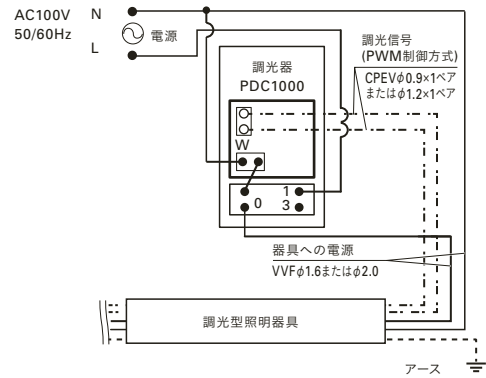 AC100V
50/60Hz
N
L
電源
調光器
PDC1000
W
1
0
3
調光信号
(PWM制御方式)
CPEVφ0.9×1ペア
またはφ1.2×1ペア
器具への電源
VVFφ1.6またはφ2.0
調光型照明器具
アース